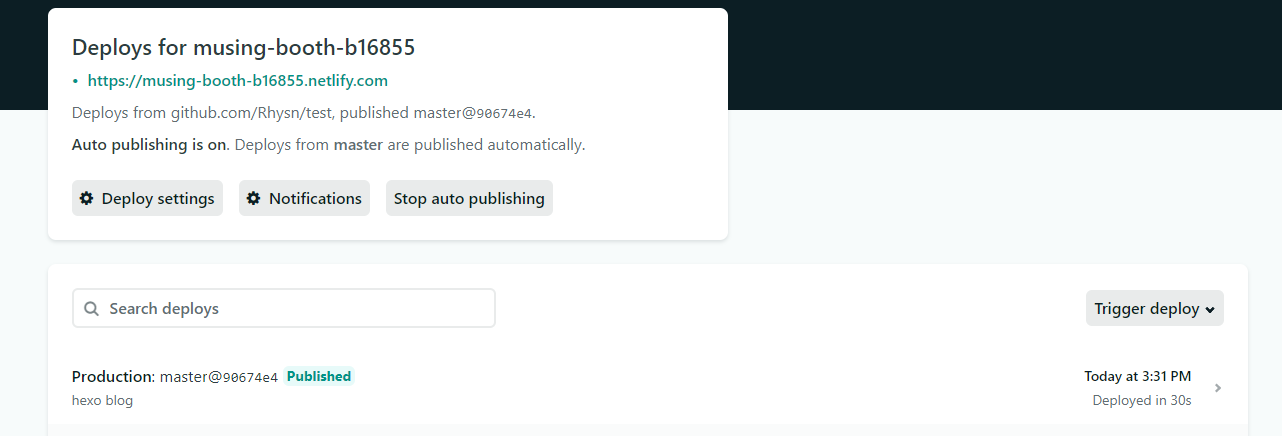 Deploys for musing-booth-b16855
• https://musing-booth-b16855.netlify.com
Deploys from github.com/Rhysn/test, published master@90674e4.
Auto publishing is on. Deploys from master are published automatically.
Deploy settings Notifications Stop auto publishing
Search deploys Trigger deploy
Production: master@90674e4 Published Today at 3:31 PM
hexo blog Deployed in 30s